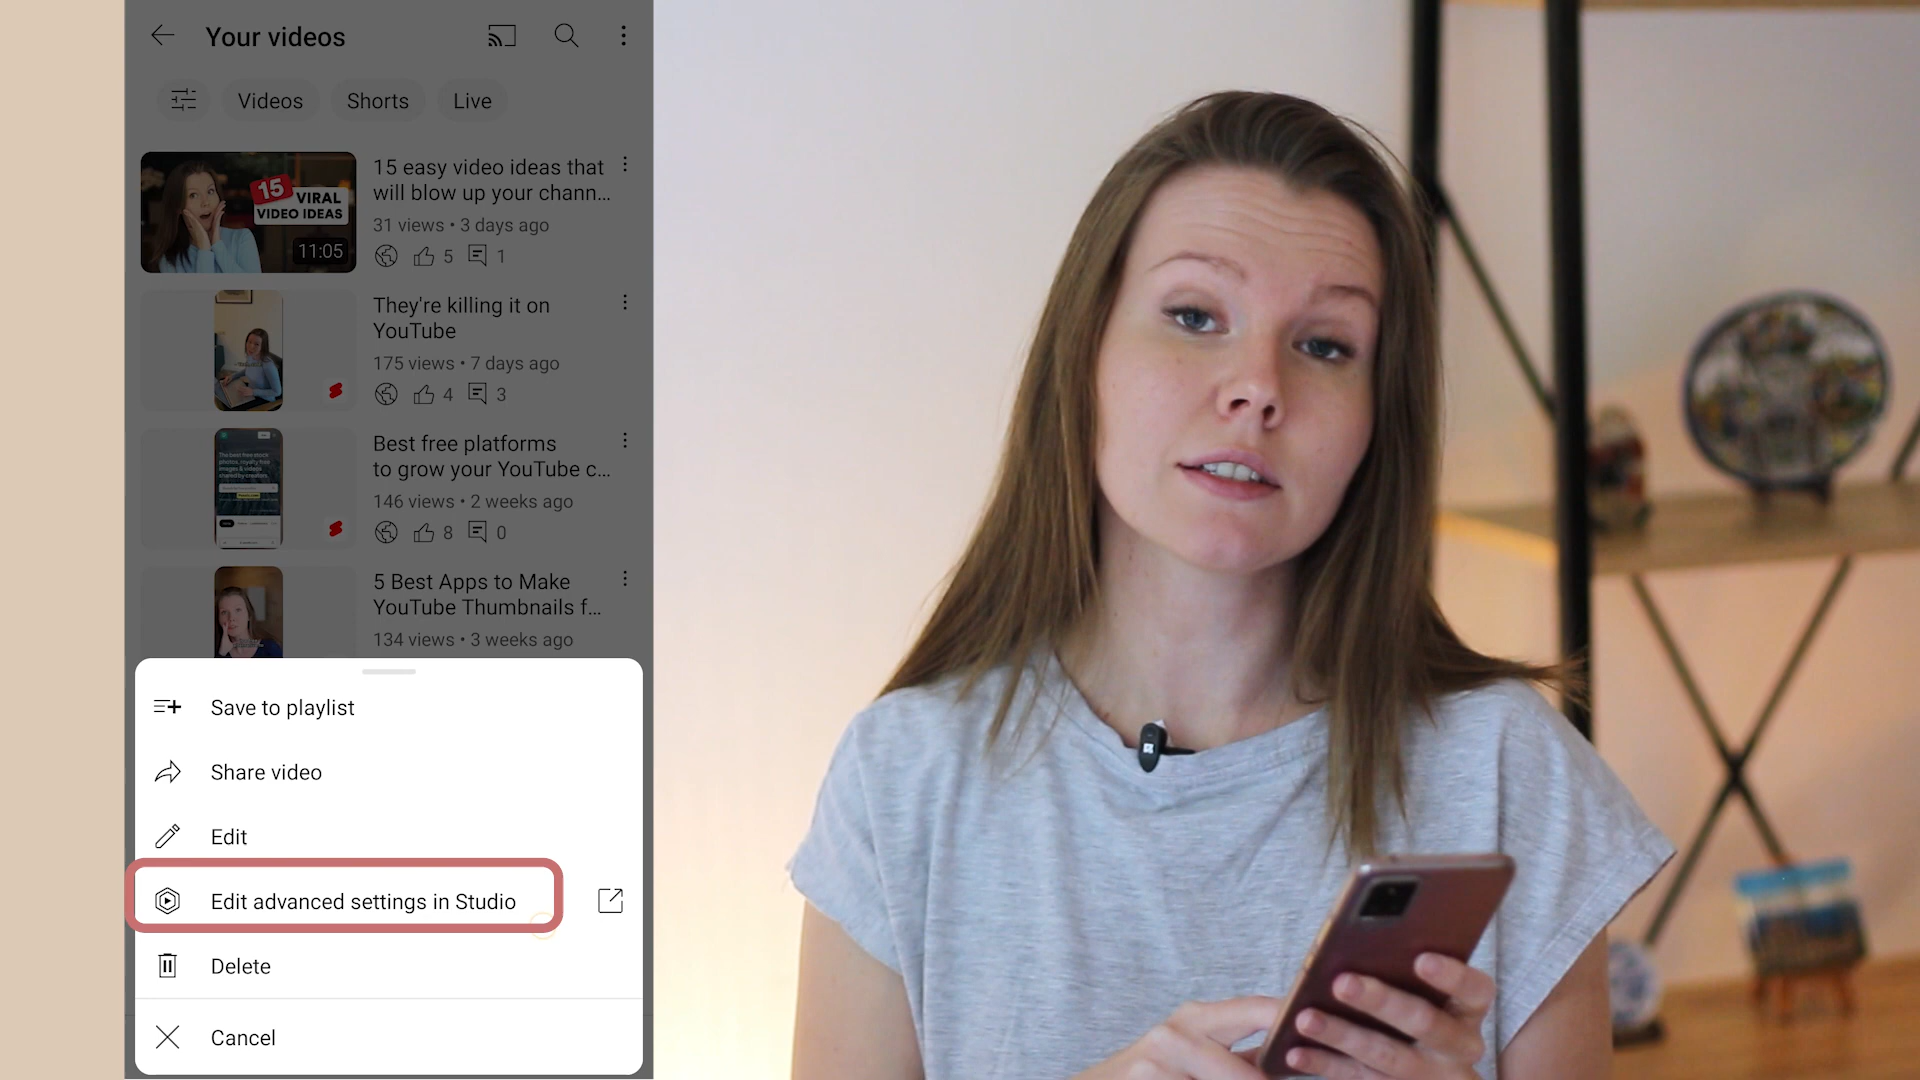 Your videos
Videos
Shorts
Live
15
VIRAL
VIDEO IDEAS
11:05
15 easy video ideas that
will blow up your chann...
31 views • 3 days ago
5
1
They're killing it on
YouTube
175 views • 7 days ago
4
3
Best free platforms
to grow your YouTube c...
146 views • 2 weeks ago
8
0
5 Best Apps to Make
YouTube Thumbnails f...
134 views • 3 weeks ago
Save to playlist
Share video
Edit
Edit advanced settings in Studio
Delete
Cancel